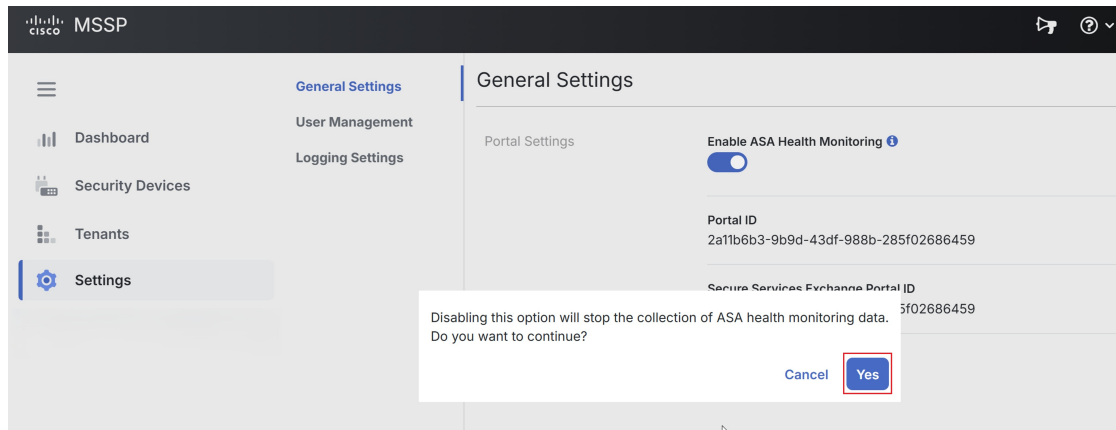 cisco MSSP
Dashboard
Security Devices
Tenants
Settings
General Settings
User Management
Logging Settings
General Settings
Portal Settings
Enable ASA Health Monitoring
Portal ID
2a11b6b3-9b9d-43df-988b-285f02686459
Secure Services Exchange Portal ID
5f02686459
Disabling this option will stop the collection of ASA health monitoring data.
Do you want to continue?
Cancel Yes